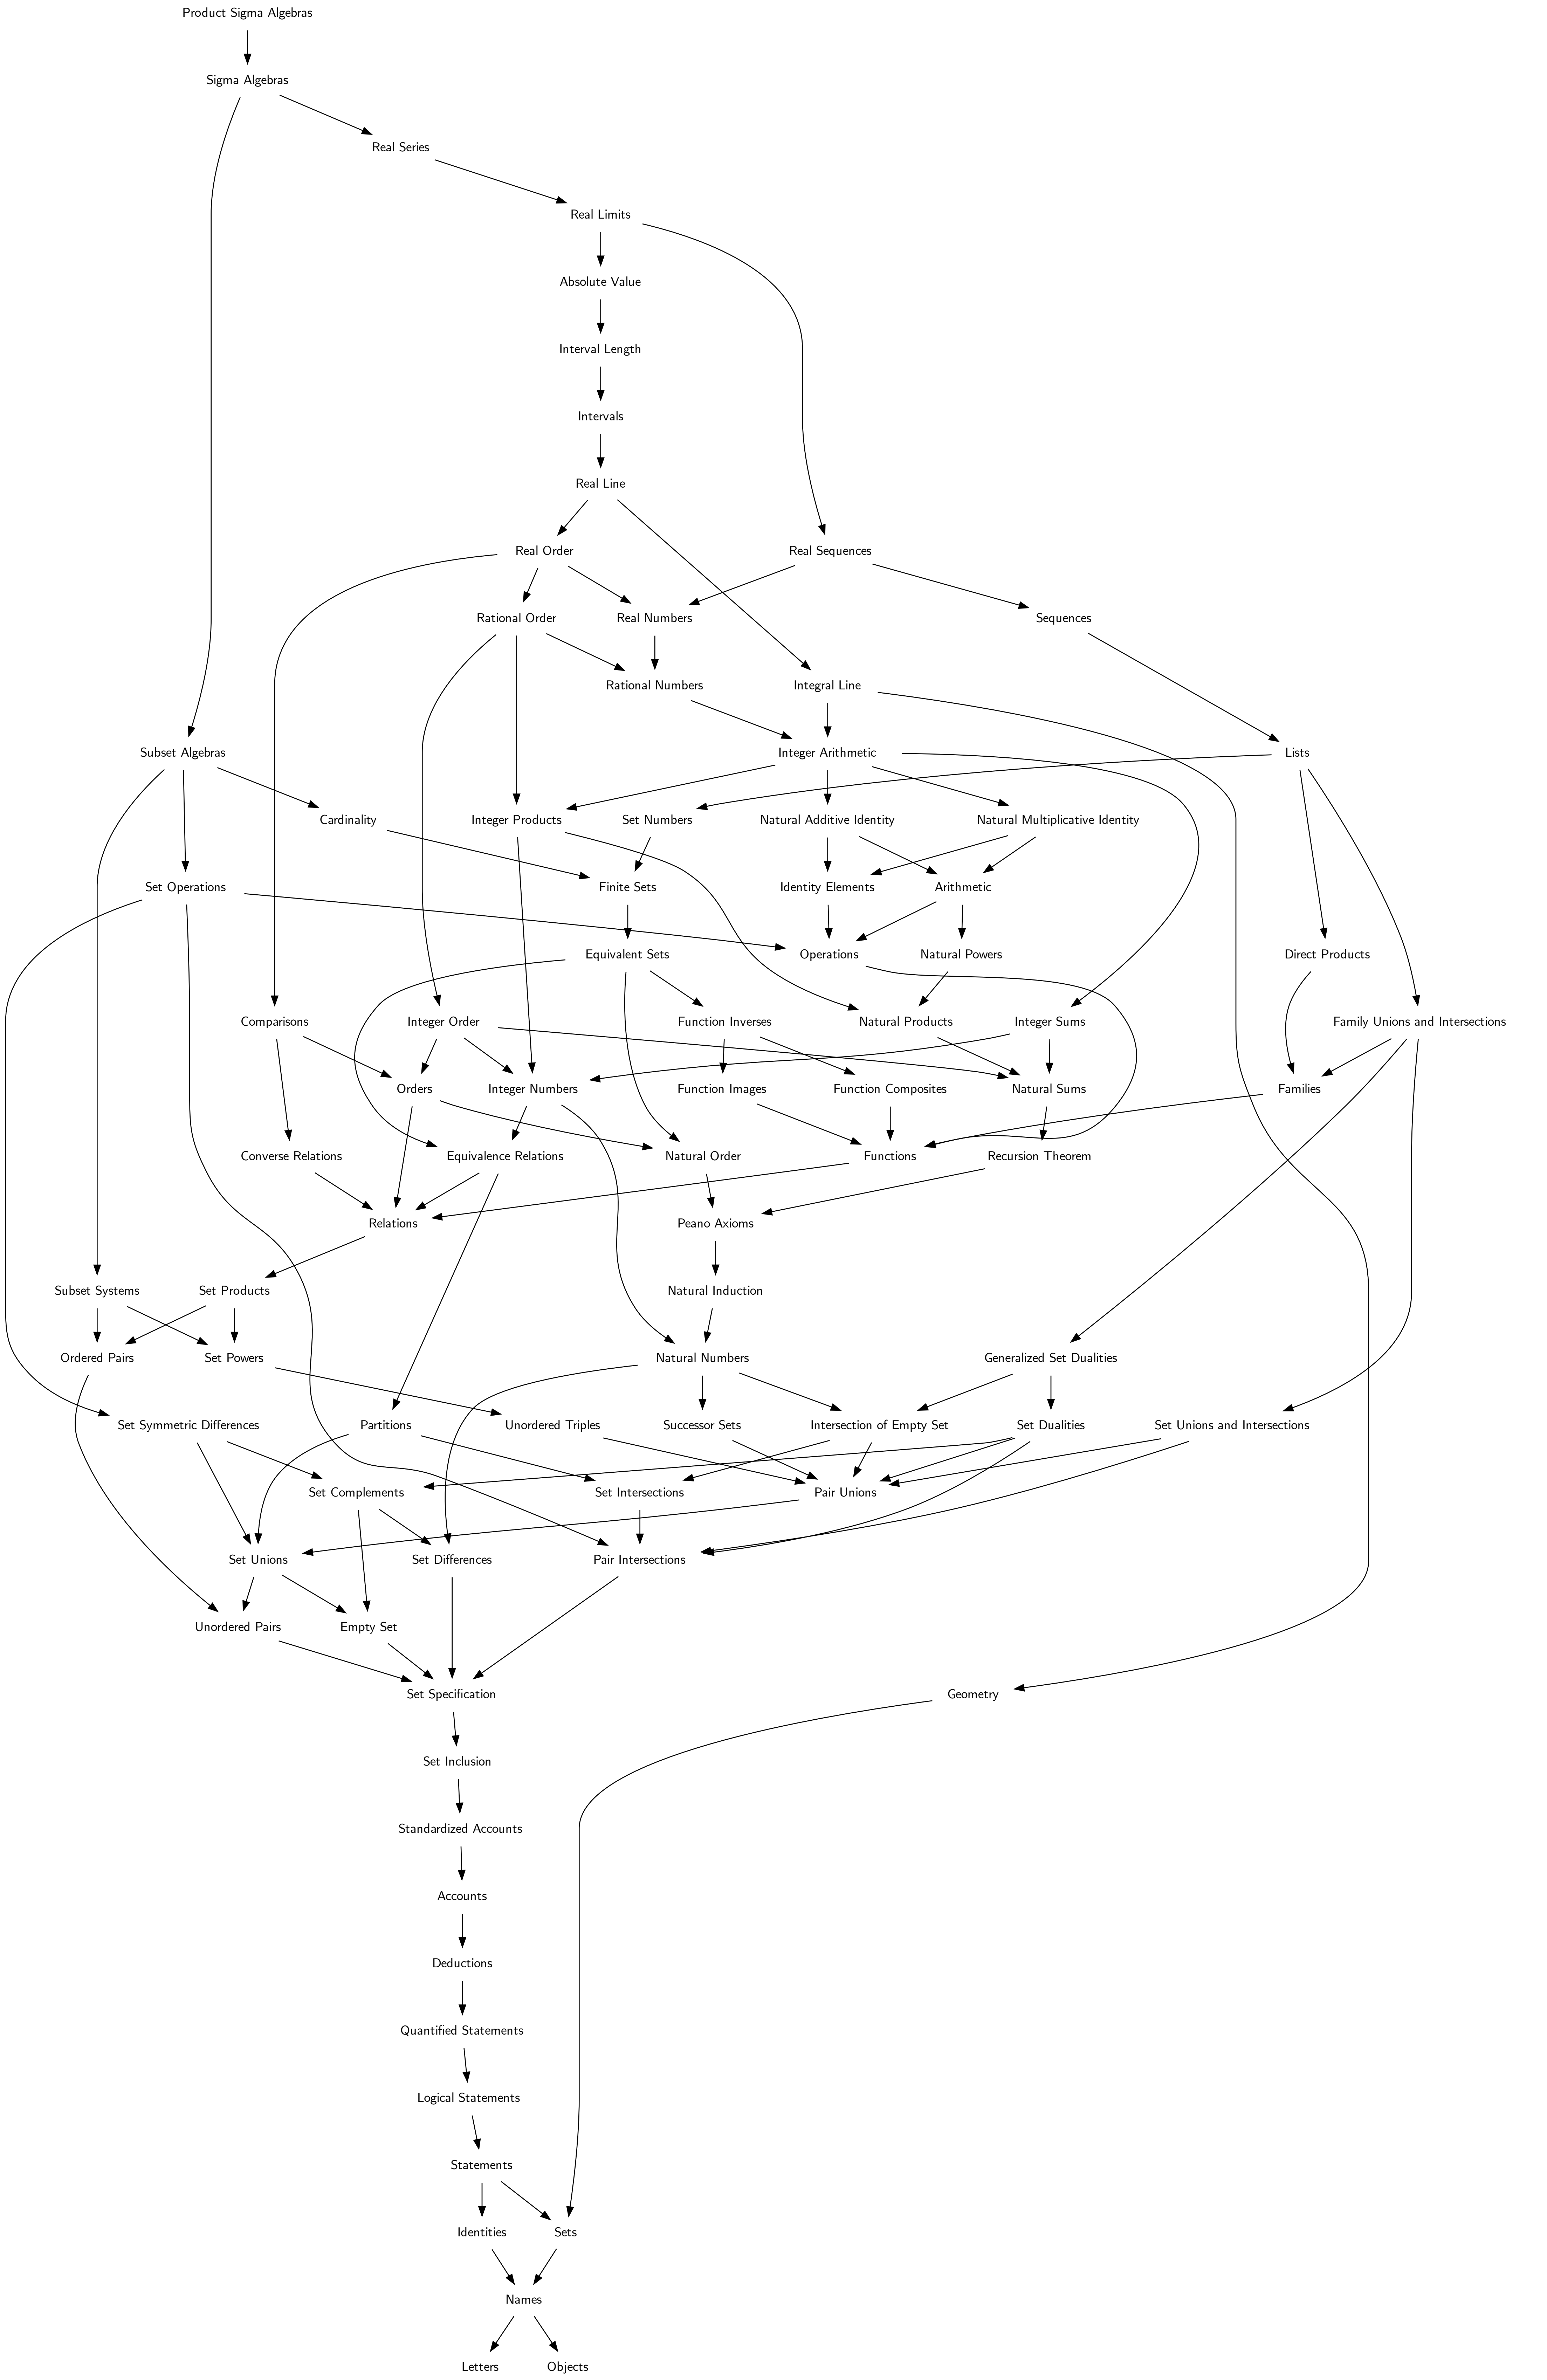 Product Sigma Algebras
Sigma Algebras
Real Series
Real Limits
Absolute Value
Interval Length
Intervals
Real Line
Real Order
Real Sequences
Rational Order
Real Numbers
Sequences
Rational Numbers
Integral Line
Subset Algebras
Integer Arithmetic
Lists
Cardinality
Integer Products
Set Numbers
Natural Additive Identity
Natural Multiplicative Identity
Set Operations
Finite Sets
Identity Elements
Arithmetic
Equivalent Sets
Operations
Natural Powers
Direct Products
Comparisons
Integer Order
Function Inverses
Natural Products
Integer Sums
Family Unions and Intersections
Orders
Integer Numbers
Function Images
Function Composites
Natural Sums
Families
Converse Relations
Equivalence Relations
Natural Order
Functions
Recursion Theorem
Relations
Peano Axioms
Subset Systems
Set Products
Natural Induction
Ordered Pairs
Set Powers
Natural Numbers
Generalized Set Dualities
Set Symmetric Differences
Partitions
Unordered Triples
Successor Sets
Intersection of Empty Set
Set Dualities
Set Unions and Intersections
Set Complements
Set Intersections
Pair Unions
Set Unions
Set Differences
Pair Intersections
Unordered Pairs
Empty Set
Set Specification
Geometry
Set Inclusion
Standardized Accounts
Accounts
Deductions
Quantified Statements
Logical Statements
Statements
Identities
Sets
Names
Letters
Objects